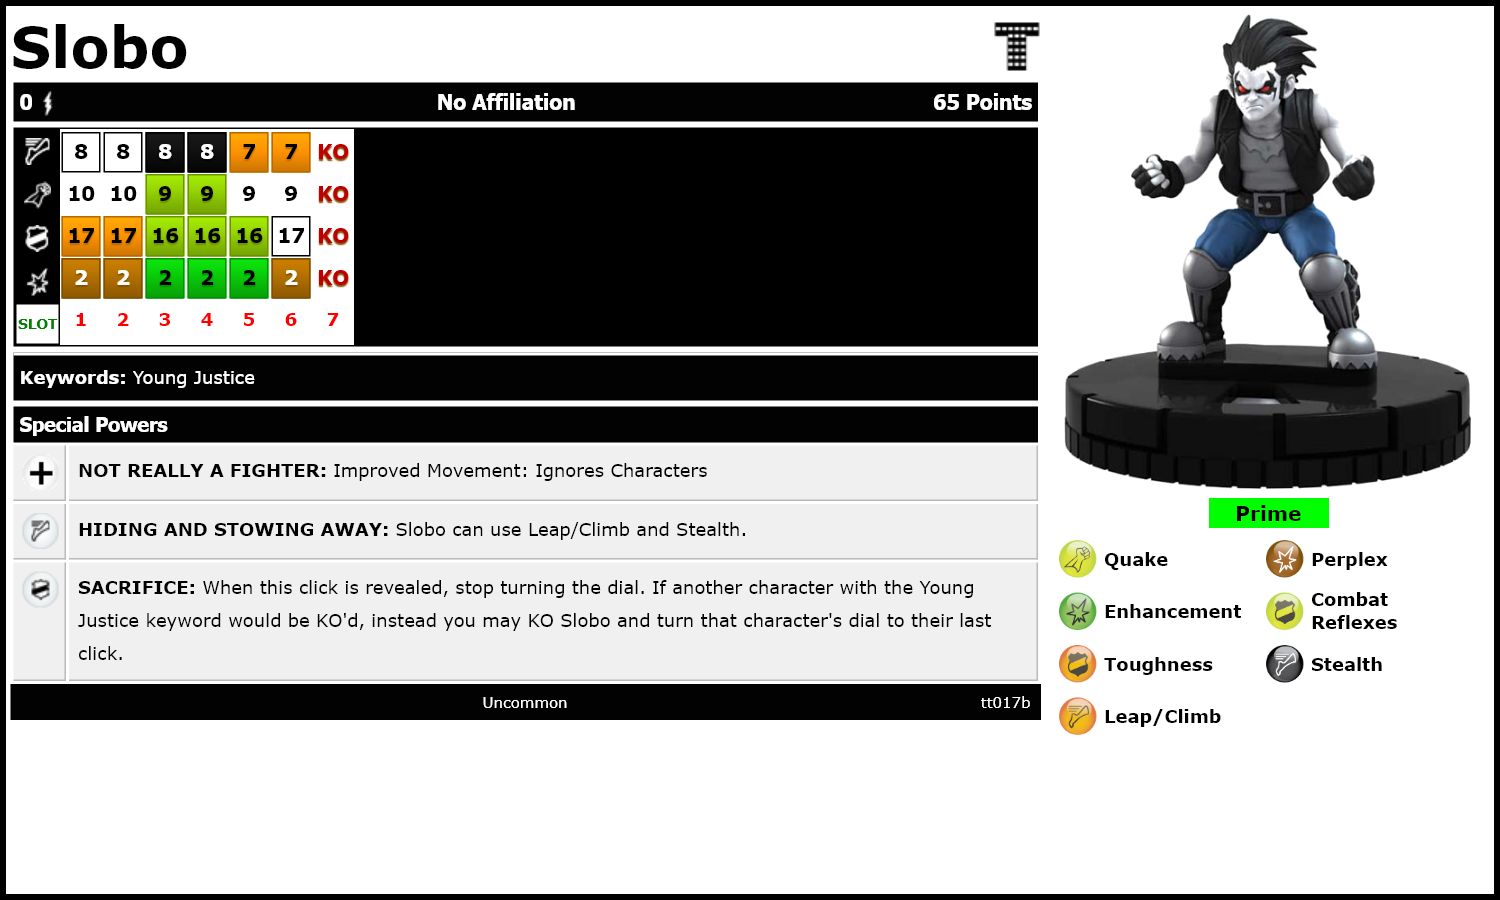 Slobo
T
0 No Affiliation 65 Points
8 8 8 8 7 7 KO
10 10 9 9 9 9 KO
17 17 16 16 16 17 KO
2 2 2 2 2 2 KO
SLOT 1 2 3 4 5 6 7
Keywords: Young Justice
Special Powers
NOT REALLY A FIGHTER: Improved Movement: Ignores Characters
HIDING AND STOWING AWAY: Slobo can use Leap/Climb and Stealth.
SACRIFICE: When this click is revealed, stop turning the dial. If another character with the Young
Justice keyword would be KO'd, instead you may KO Slobo and turn that character's dial to their last
click.
Uncommon tt017b
Prime
Quake Perplex
Enhancement Combat
Reflexes
Toughness Stealth
Leap/Climb